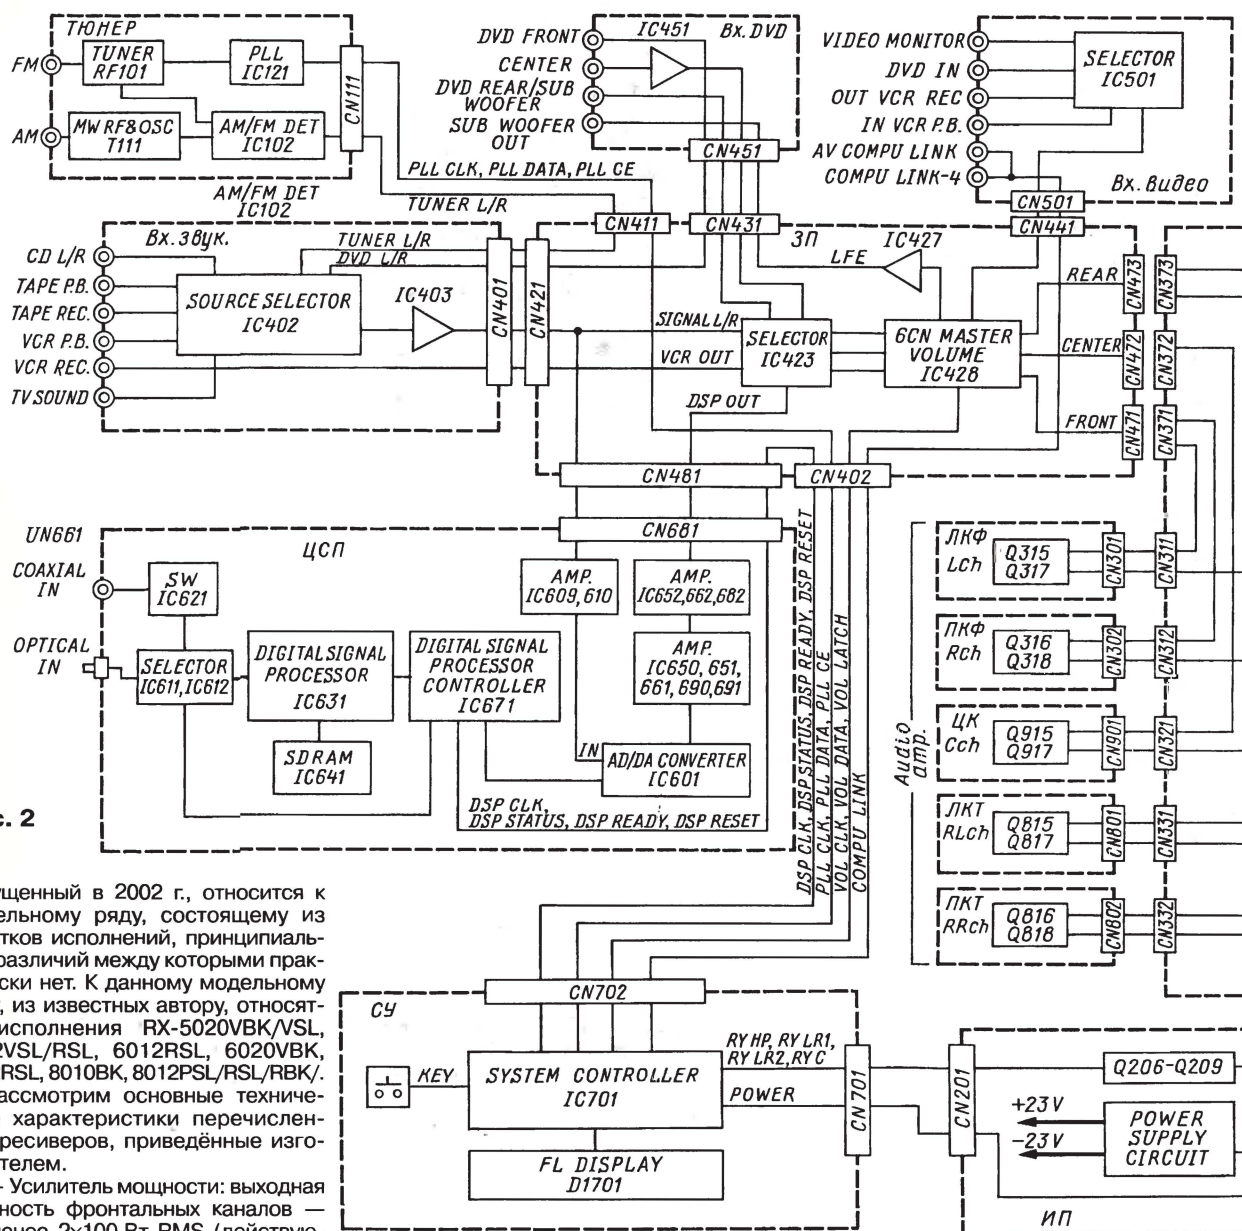 ТЮНЕР
FM
TUNER
RF101
PLL
IC121
CN111
AM
MW RF&OSC
T111
AM/FM DET
IC102
AM/FM DET
IC102
PLL CLK, PLL DATA, PLL CE
TUNER L/R
DVD FRONT
CENTER
DVD REAR/SUB
WOOFER
SUB WOOFER
OUT
IC451
Вх. DVD
CN451
VIDEO MONITOR
DVD IN
OUT VCR REC
IN VCR P.B.
AV COMPU LINK
COMPU LINK-4
SELECTOR
IC501
Вх. видео
CN501
CN441
Вх. звук.
CD L/R
TAPE P.B.
TAPE REC.
VCR P.B.
VCR REC.
TV SOUND
TUNER L/R
DVD L/R
SOURCE SELECTOR
IC402
IC403
CN401
CN421
CN411
CN431
ЗП
IC427
LFE
SIGNAL L/R
VCR OUT
DSP OUT
SELECTOR
IC423
6CN MASTER
VOLUME
IC428
REAR
CENTER
FRONT
CN473
CN373
CN472
CN372
CN471
CN371
CN481
CN402
UN661
ЦСП
CN681
COAXIAL
IN
SW
IC621
OPTICAL
IN
SELECTOR
IC611, IC612
DIGITAL SIGNAL
PROCESSOR
IC631
SDRAM
IC641
DIGITAL SIGNAL
PROCESSOR
CONTROLLER
IC671
AMP.
IC609, 610
AMP.
IC652, 662, 682
AMP.
IC650, 651,
661, 690, 691
IN
AD/DA CONVERTER
IC601
DSP CLK,
DSP STATUS, DSP READY, DSP RESET
DSP CLK, DSP STATUS, DSP READY, DSP RESET
PLL CLK, PLL DATA, PLL CE
VOL CLK, VOL DATA, VOL LATCH
COMPU LINK
Audio
amp.
ЛКФ
Lch
Q315
Q317
CN301
CN311
ПКФ
Rch
Q316
Q318
CN302
CN312
ЦК
Cch
Q915
Q917
CN901
CN321
ЛКТ
RLch
Q815
Q817
CN801
CN331
ПКТ
RRch
Q816
Q818
CN802
CN332
с. 2
ущенный в 2002 г., относится к
ельному ряду, состоящему из
тков исполнений, принципиаль-
различий между которыми прак-
ски нет. К данному модельному
, из известных автору, относят-
исполнения RX-5020VBK/VSL,
2VSL/RSL, 6012RSL, 6020VBK,
RSL, 8010BK, 8012PSL/RSL/RBK/.
ассмотрим основные техниче-
характеристики перечислен-
ресиверов, приведённые изго-
телем.
- Усилитель мощности: выходная
ность фронтальных каналов —
менее 2×100 Вт RMS (действую-
СУ
CN702
KEY
SYSTEM CONTROLLER
IC701
FL DISPLAY
D1701
RY HP, RY LR1,
RY LR2, RY C
POWER
CN701
CN201
Q206-Q209
+23 V
-23 V
POWER
SUPPLY
CIRCUIT
ИП